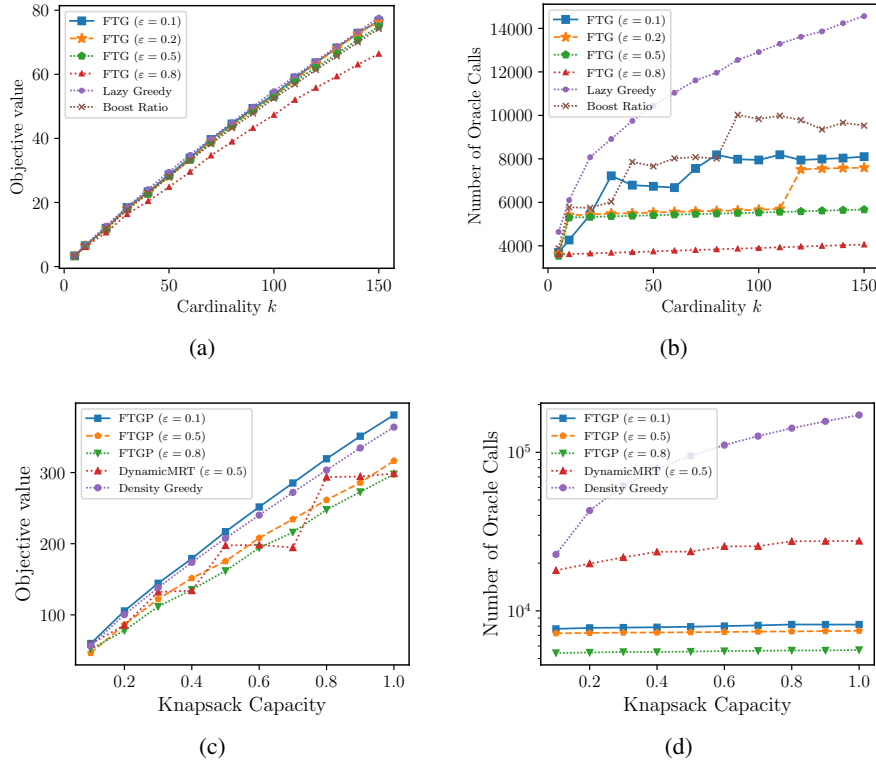 80
60
40
20
0
Objective value
FTG (ε = 0.1)
FTG (ε = 0.2)
FTG (ε = 0.5)
FTG (ε = 0.8)
Lazy Greedy
Boost Ratio
0 50 100 150
Cardinality k
(a)
14000
12000
10000
8000
6000
4000
Number of Oracle Calls
FTG (ε = 0.1)
FTG (ε = 0.2)
FTG (ε = 0.5)
FTG (ε = 0.8)
Lazy Greedy
Boost Ratio
0 50 100 150
Cardinality k
(b)
300
200
100
Objective value
FTGP (ε = 0.1)
FTGP (ε = 0.5)
FTGP (ε = 0.8)
DynamicMRT (ε = 0.5)
Density Greedy
0.2 0.4 0.6 0.8 1.0
Knapsack Capacity
(c)
10⁵
10⁴
Number of Oracle Calls
FTGP (ε = 0.1)
FTGP (ε = 0.5)
FTGP (ε = 0.8)
DynamicMRT (ε = 0.5)
Density Greedy
0.2 0.4 0.6 0.8 1.0
Knapsack Capacity
(d)